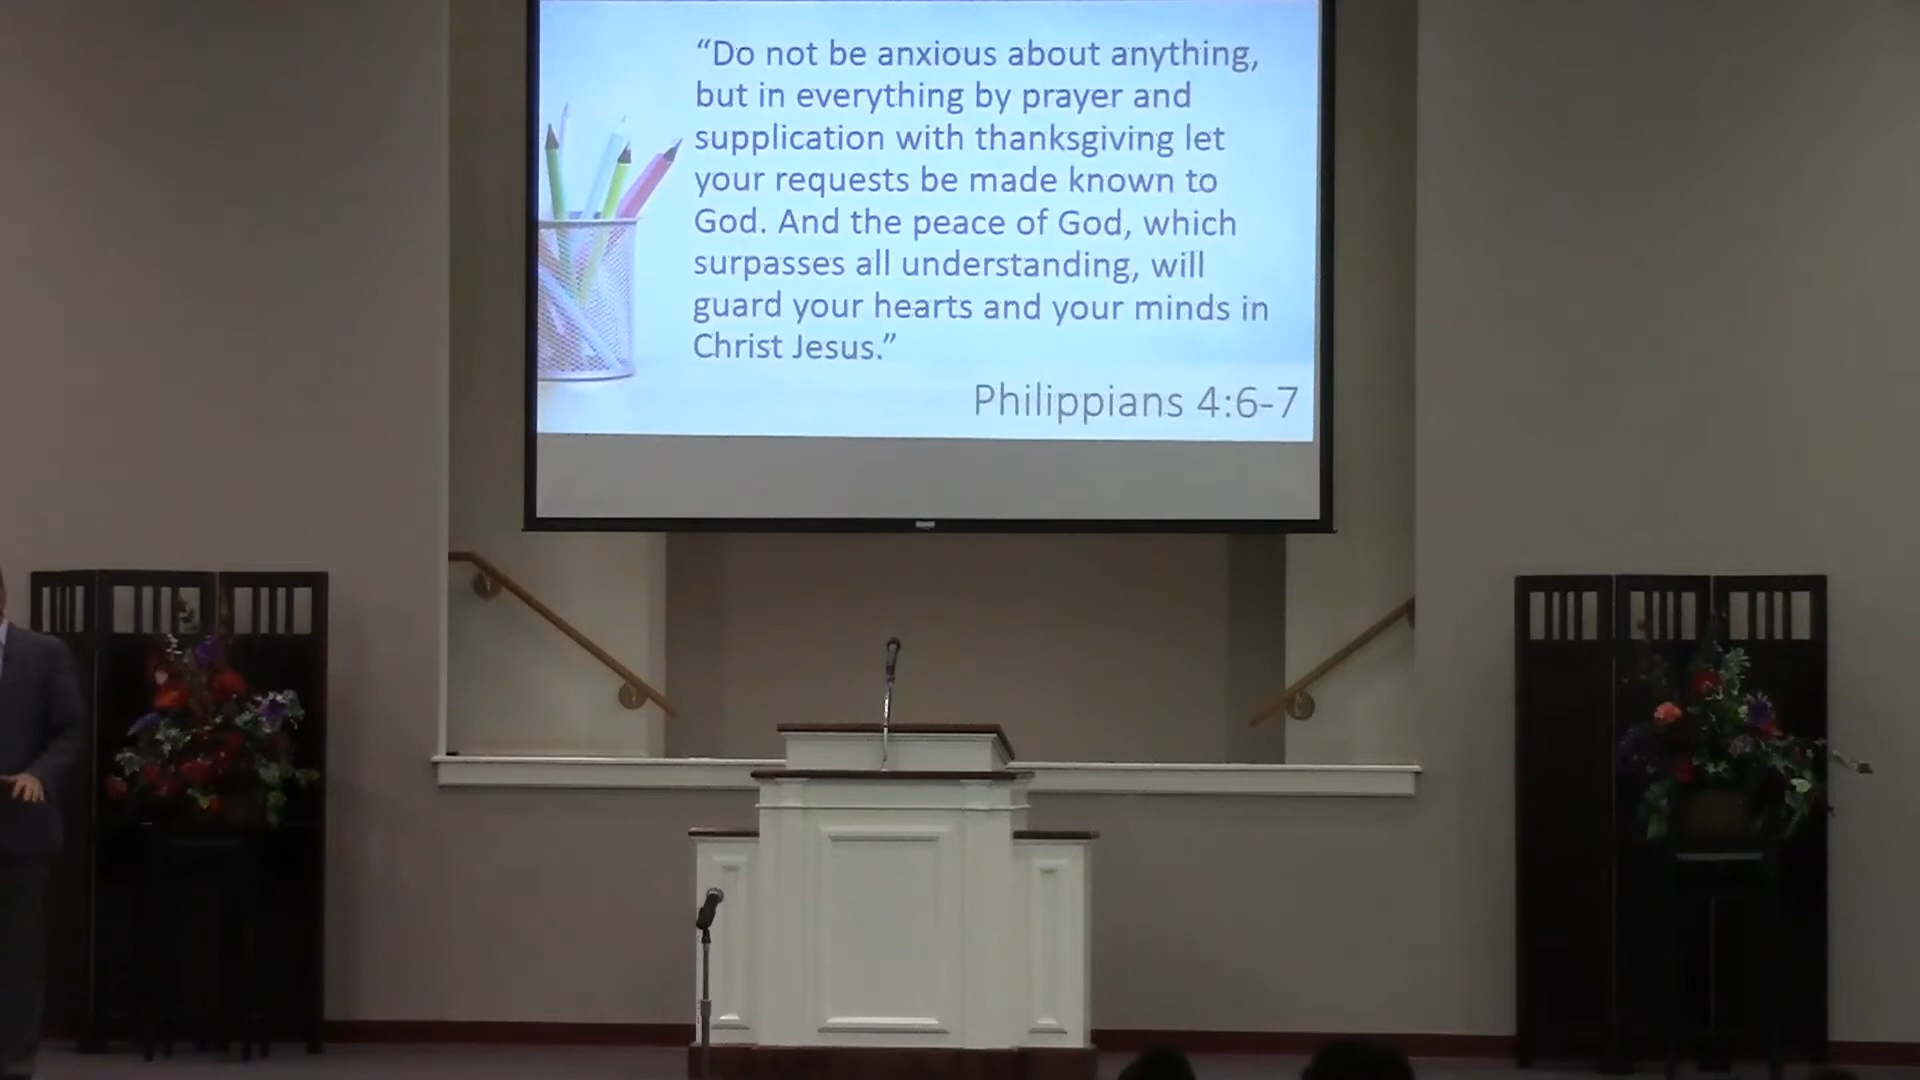 “Do not be anxious about anything,
but in everything by prayer and
supplication with thanksgiving let
your requests be made known to
God. And the peace of God, which
surpasses all understanding, will
guard your hearts and your minds in
Christ Jesus.”
Philippians 4:6-7